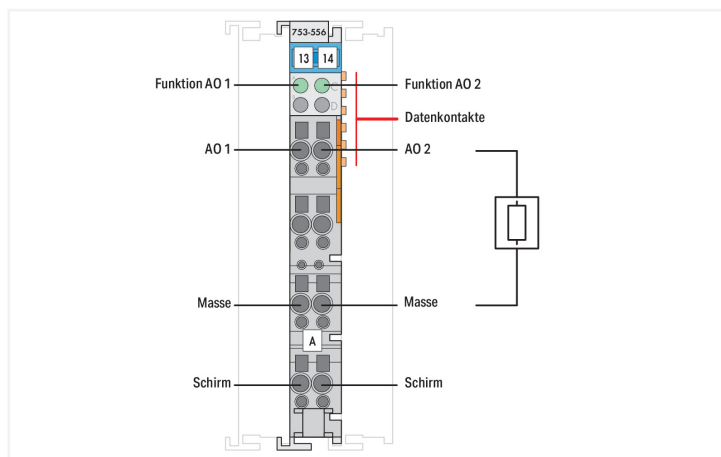 753-556
13 14
Funktion AO 1
C
Funktion AO 2
D
Datenkontakte
AO 1
AO 2
Masse
Masse
A
Schirm
Schirm